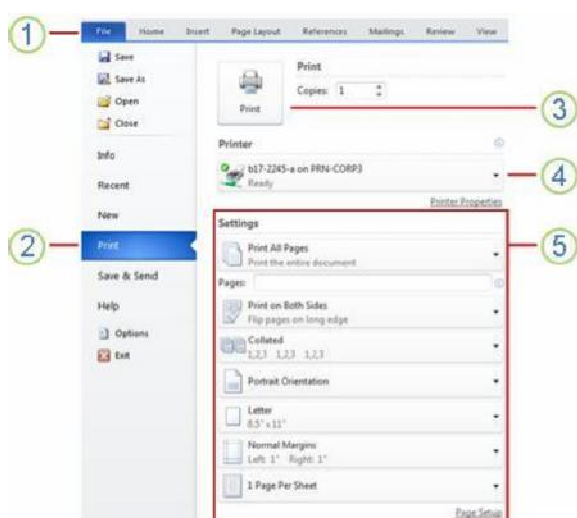 1
File Home Insert Page Layout References Mailings Review View
Save
Save As
Open
Close
Info
Recent
New
2
Print
Save & Send
Help
Options
Exit
Print
Print
Copies: 1
3
Printer
b17-2245-a on PRN-CORP3
Ready
4
Printer Properties
Settings
5
Print All Pages
Print the entire document
Pages:
Print on Both Sides
Flip pages on long edge
Collated
1,2,3 1,2,3 1,2,3
Portrait Orientation
Letter
8.5" x 11"
Normal Margins
Left: 1" Right: 1"
1 Page Per Sheet
Page Setup